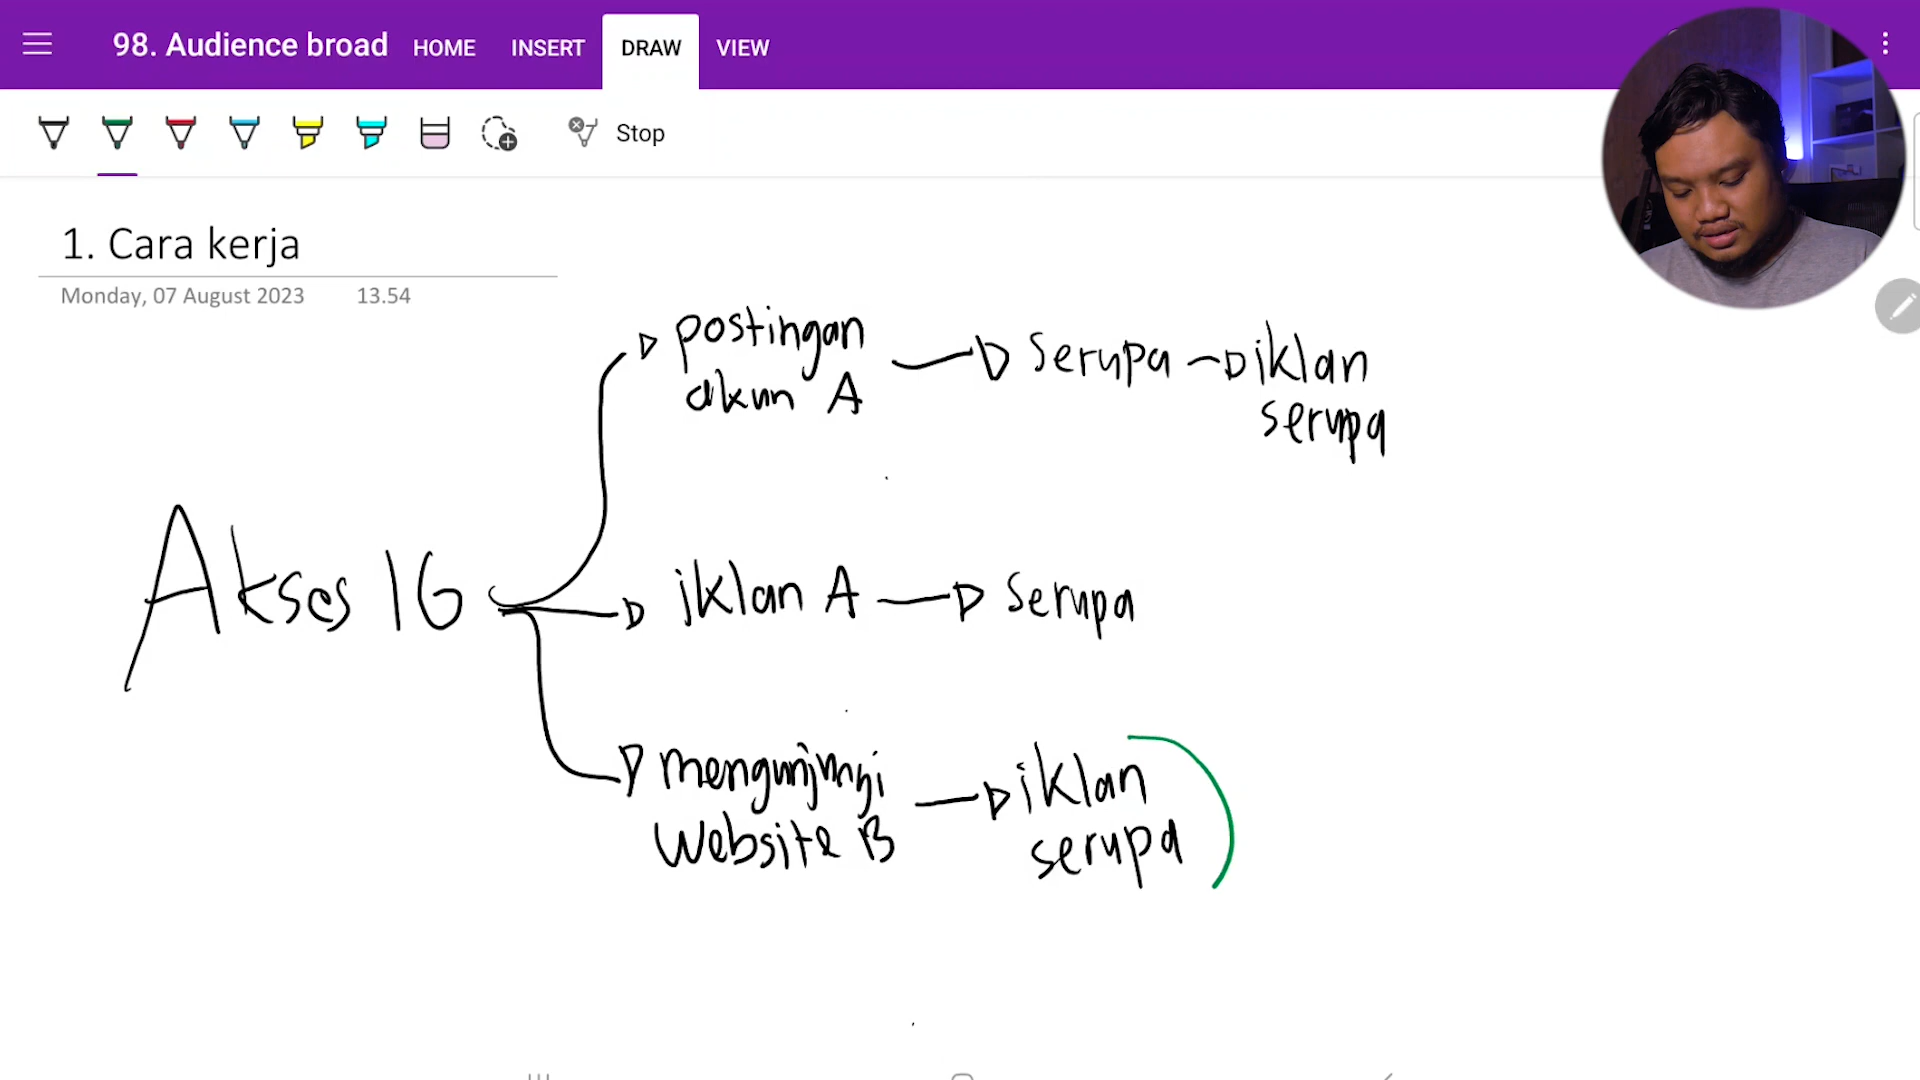 98. Audience broad HOME INSERT DRAW VIEW
Stop
1. Cara kerja
Monday, 07 August 2023 13.54
postingan
akun A
serupa
iklan
serupa
Akses IG
iklan A
serupa
mengunjungi
website B
iklan
serupa